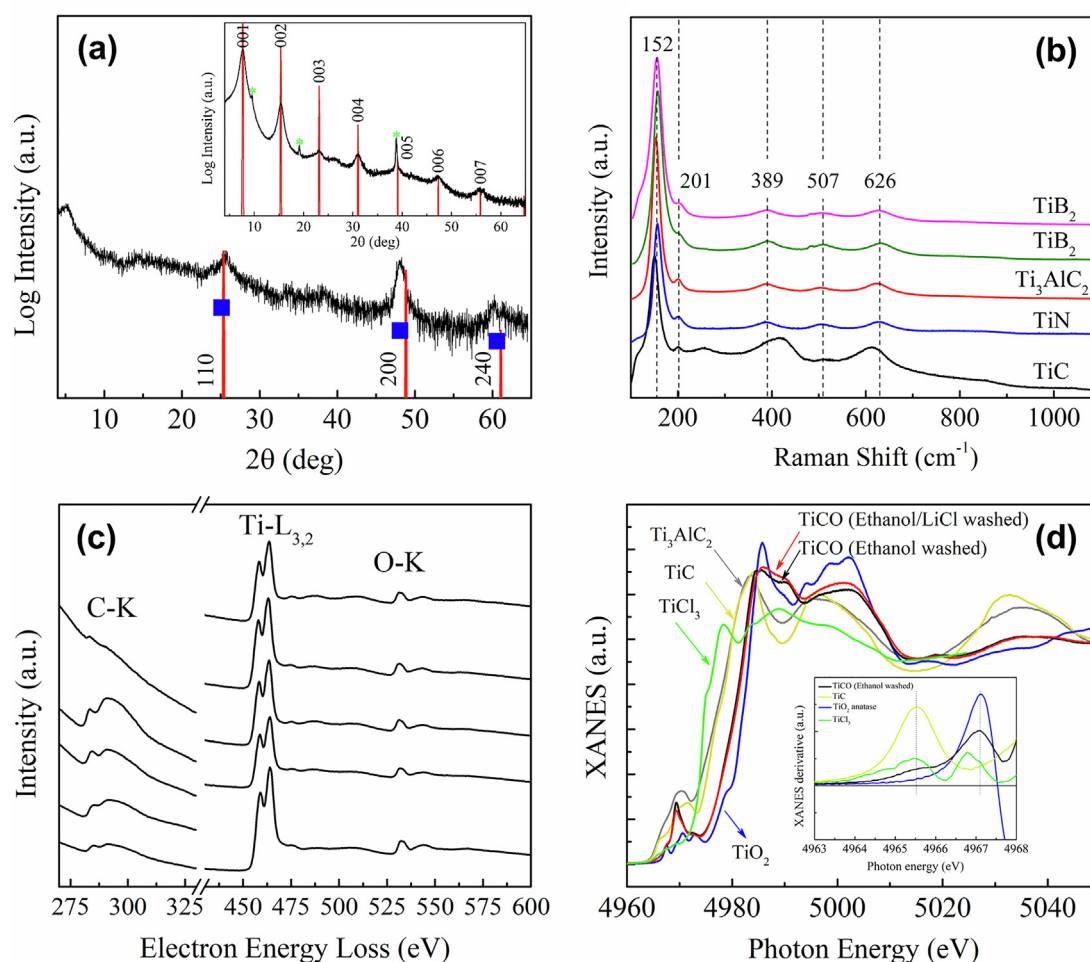 (a)
Log Intensity (a.u.)
001
002
003
004
005
006
007
*
*
*
Log Intensity (a.u.)
10 20 30 40 50 60
2θ (deg)
110
200
240
10 20 30 40 50 60
2θ (deg)
(b)
Intensity (a.u.)
152
201 389 507 626
TiB₂
TiB₂
Ti₃AlC₂
TiN
TiC
200 400 600 800 1000
Raman Shift (cm⁻¹)
(c)
Intensity (a.u.)
Ti-L₃,₂
C-K
O-K
275 300 325 450 475 500 525 550 575 600
Electron Energy Loss (eV)
(d)
XANES (a.u.)
TiCO (Ethanol/LiCl washed)
TiCO (Ethanol washed)
Ti₃AlC₂
TiC
TiCl₃
TiO₂
XANES derivative (a.u.)
TiCO (Ethanol washed)
TiC
TiO₂ anatase
TiCl₃
4963 4964 4965 4966 4967 4968
Photon energy (eV)
4960 4980 5000 5020 5040
Photon Energy (eV)